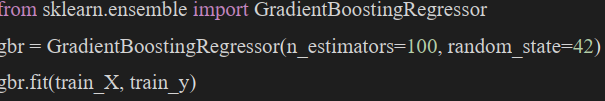 from sklearn.ensemble import GradientBoostingRegressor
gbr = GradientBoostingRegressor(n_estimators=100, random_state=42)
gbr.fit(train_X, train_y)